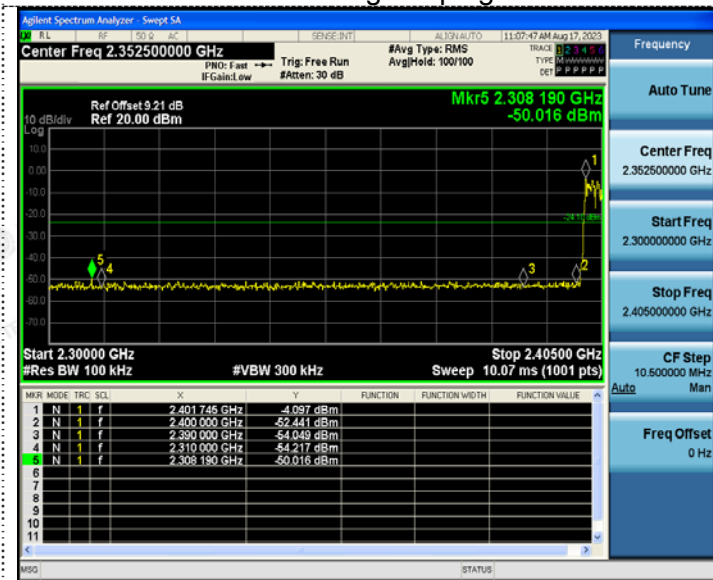 Agilent Spectrum Analyzer - Swept SA
RL RF 50 Ω AC SENSE:INT ALIGN AUTO 11:07:47 AM Aug 17, 2023
Center Freq 2.352500000 GHz #Avg Type: RMS TRACE 1 2 3 4 5 6
PNO: Fast Trig: Free Run Avg|Hold: 100/100 TYPE M
IFGain:Low #Atten: 30 dB DET P P P P P P
Ref Offset 9.21 dB Mkr5 2.308 190 GHz
10 dB/div Ref 20.00 dBm -50.016 dBm
Log
10.0
0.00
-10.0
-20.0
-30.0
-40.0
-60.0
-70.0
1
2
3
4
5
Start 2.30000 GHz Stop 2.40500 GHz
#Res BW 100 kHz #VBW 300 kHz Sweep 10.07 ms (1001 pts)
MKR MODE TRC SCL X Y FUNCTION FUNCTION WIDTH FUNCTION VALUE
1 N 1 f 2.401 745 GHz -4.097 dBm
2 N 1 f 2.400 000 GHz -52.441 dBm
3 N 1 f 2.390 000 GHz -54.049 dBm
4 N 1 f 2.310 000 GHz -54.217 dBm
5 N 1 f 2.308 190 GHz -50.016 dBm
6
7
8
9
10
11
MSG STATUS
Frequency
Auto Tune
Center Freq
2.352500000 GHz
Start Freq
2.300000000 GHz
Stop Freq
2.405000000 GHz
CF Step
10.500000 MHz
Auto Man
Freq Offset
0 Hz